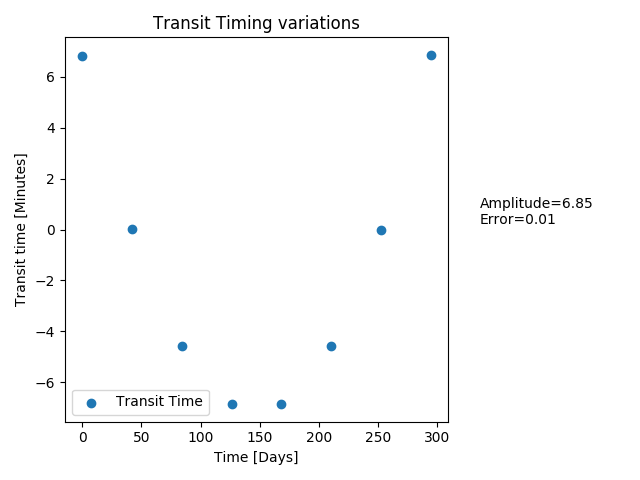 Transit Timing variations
Transit time [Minutes]
6
4
2
0
−2
−4
−6
Amplitude=6.85
Error=0.01
Transit Time
0 50 100 150 200 250 300
Time [Days]